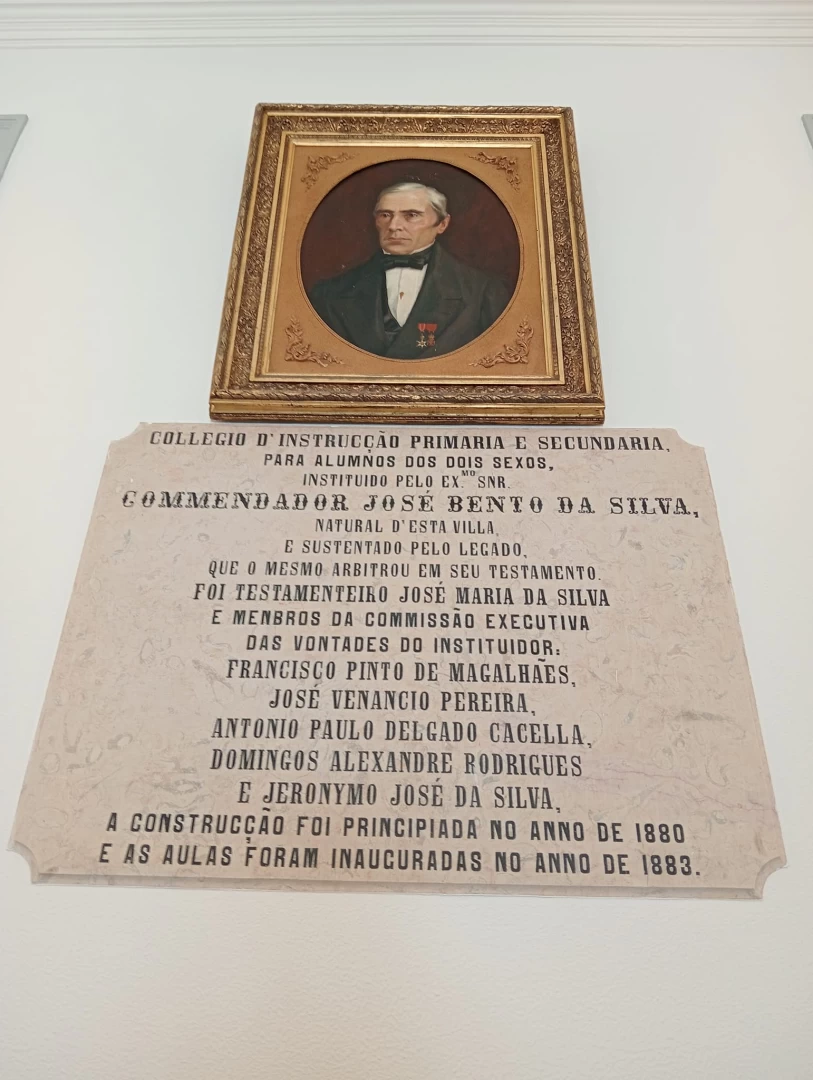 COLLEGIO D'INSTRUCÇÃO PRIMARIA E SECUNDARIA,
PARA ALUMNOS DOS DOIS SEXOS,
INSTITUIDO PELO EX.MO SNR.
COMMENDADOR JOSÉ BENTO DA SILVA,
NATURAL D'ESTA VILLA,
E SUSTENTADO PELO LEGADO,
QUE O MESMO ARBITROU EM SEU TESTAMENTO.
FOI TESTAMENTEIRO JOSÉ MARIA DA SILVA
E MENBROS DA COMMISSÃO EXECUTIVA
DAS VONTADES DO INSTITUIDOR:
FRANCISCO PINTO DE MAGALHÃES,
JOSÉ VENANCIO PEREIRA,
ANTONIO PAULO DELGADO CACELLA,
DOMINGOS ALEXANDRE RODRIGUES
E JERONYMO JOSÉ DA SILVA,
A CONSTRUCÇÃO FOI PRINCIPIADA NO ANNO DE 1880
E AS AULAS FORAM INAUGURADAS NO ANNO DE 1883.